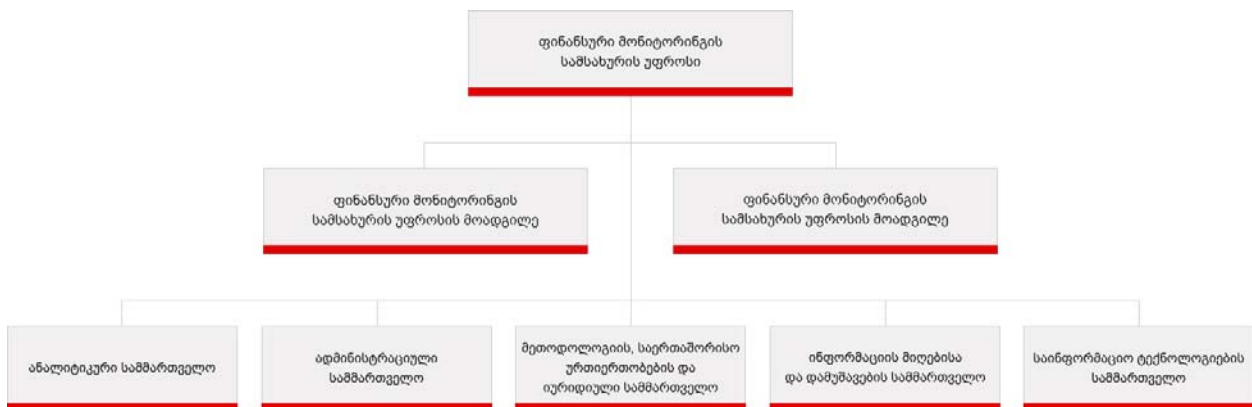 ფინანსური მონიტორინგის
სამსახურის უფროსი
ფინანსური მონიტორინგის
სამსახურის უფროსის მოადგილე
ფინანსური მონიტორინგის
სამსახურის უფროსის მოადგილე
ანალიტიკური სამმართველო
ადმინისტრაციული
სამმართველო
მეთოდოლოგიის, საერთაშორისო
ურთიერთობების და
იურიდიული სამმართველო
ინფორმაციის მიღებისა
და დამუშავების სამმართველო
საინფორმაციო ტექნოლოგიების
სამმართველო